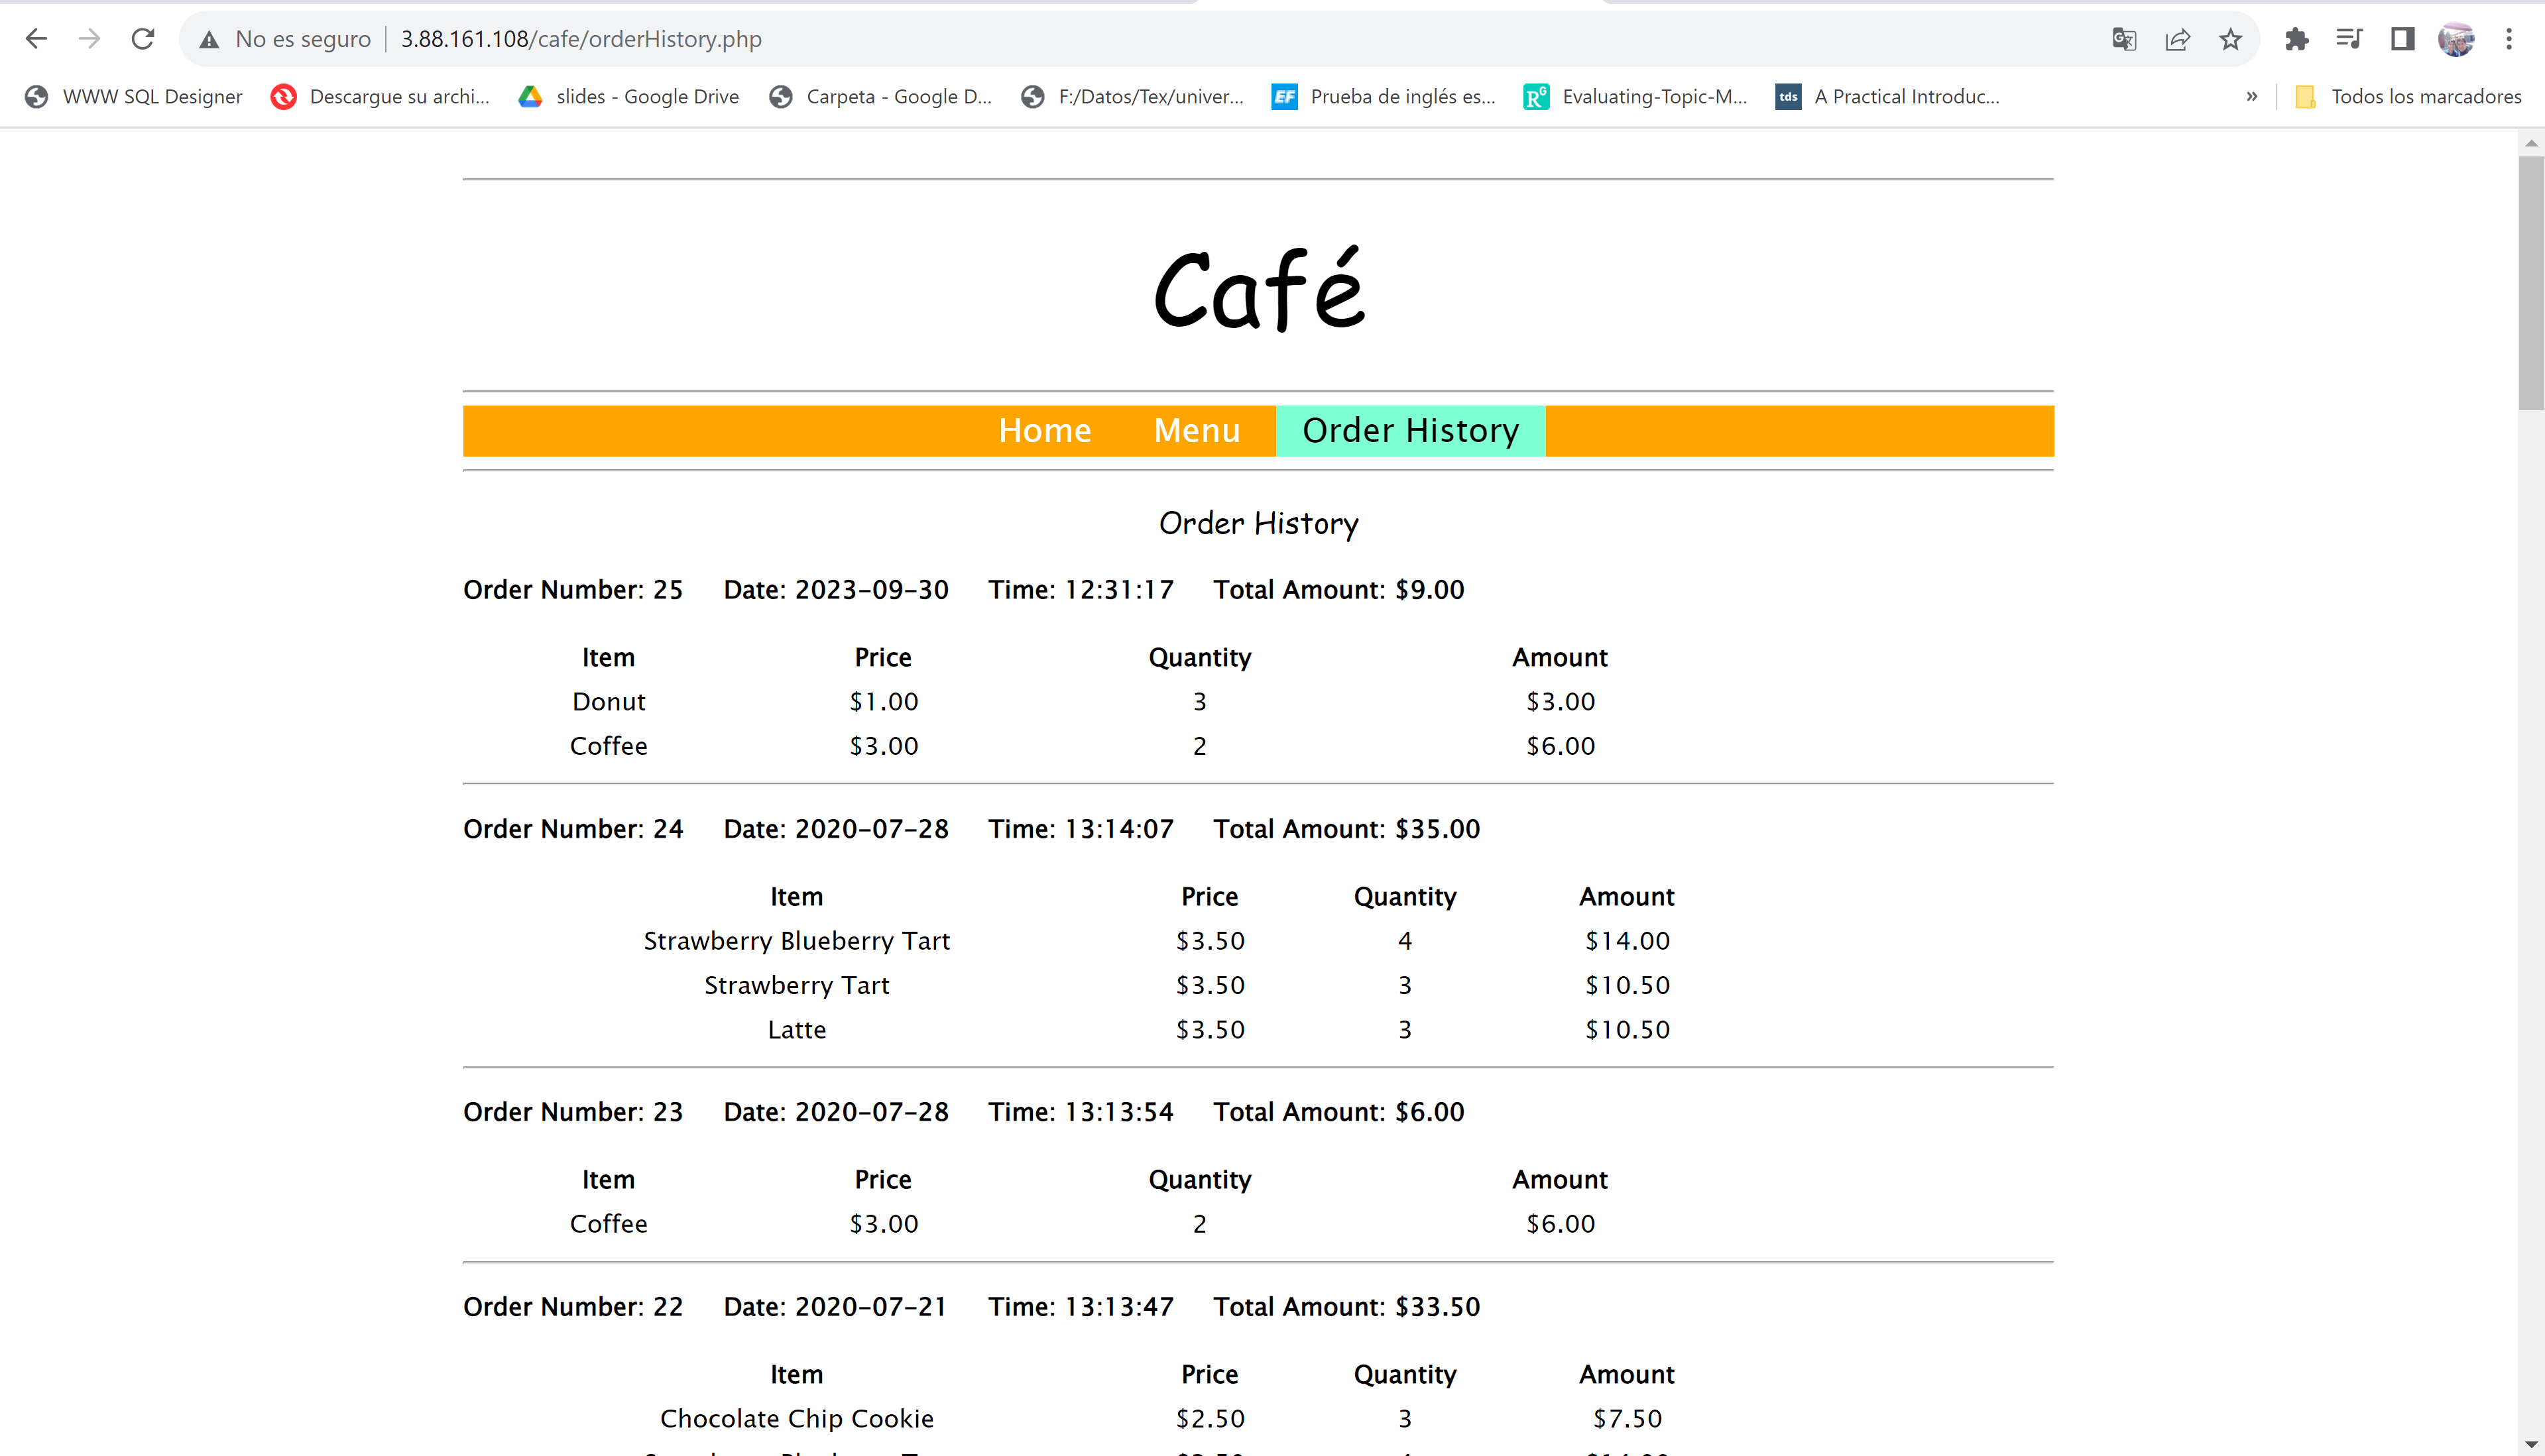 No es seguro 3.88.161.108/cafe/orderHistory.php
WWW SQL Designer Descargue su archi... slides - Google Drive Carpeta - Google D... F:/Datos/Tex/univer... EF Prueba de inglés es... RG Evaluating-Topic-M... tds A Practical Introduc... » Todos los marcadores
Café
Home Menu Order History
Order History
Order Number: 25 Date: 2023-09-30 Time: 12:31:17 Total Amount: $9.00
Item Price Quantity Amount
Donut $1.00 3 $3.00
Coffee $3.00 2 $6.00
Order Number: 24 Date: 2020-07-28 Time: 13:14:07 Total Amount: $35.00
Item Price Quantity Amount
Strawberry Blueberry Tart $3.50 4 $14.00
Strawberry Tart $3.50 3 $10.50
Latte $3.50 3 $10.50
Order Number: 23 Date: 2020-07-28 Time: 13:13:54 Total Amount: $6.00
Item Price Quantity Amount
Coffee $3.00 2 $6.00
Order Number: 22 Date: 2020-07-21 Time: 13:13:47 Total Amount: $33.50
Item Price Quantity Amount
Chocolate Chip Cookie $2.50 3 $7.50